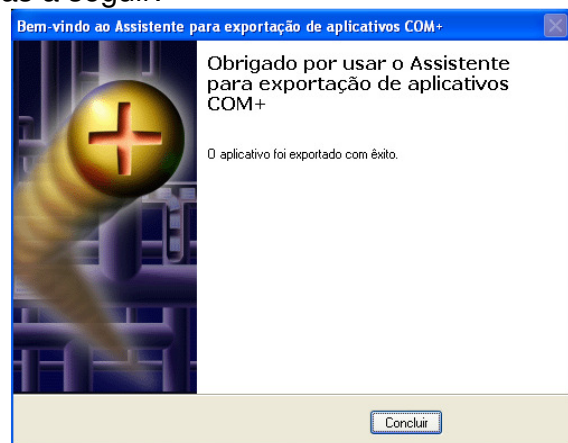 Bem-vindo ao Assistente para exportação de aplicativos COM+
Obrigado por usar o Assistente
para exportação de aplicativos
COM+
O aplicativo foi exportado com êxito.
Concluir